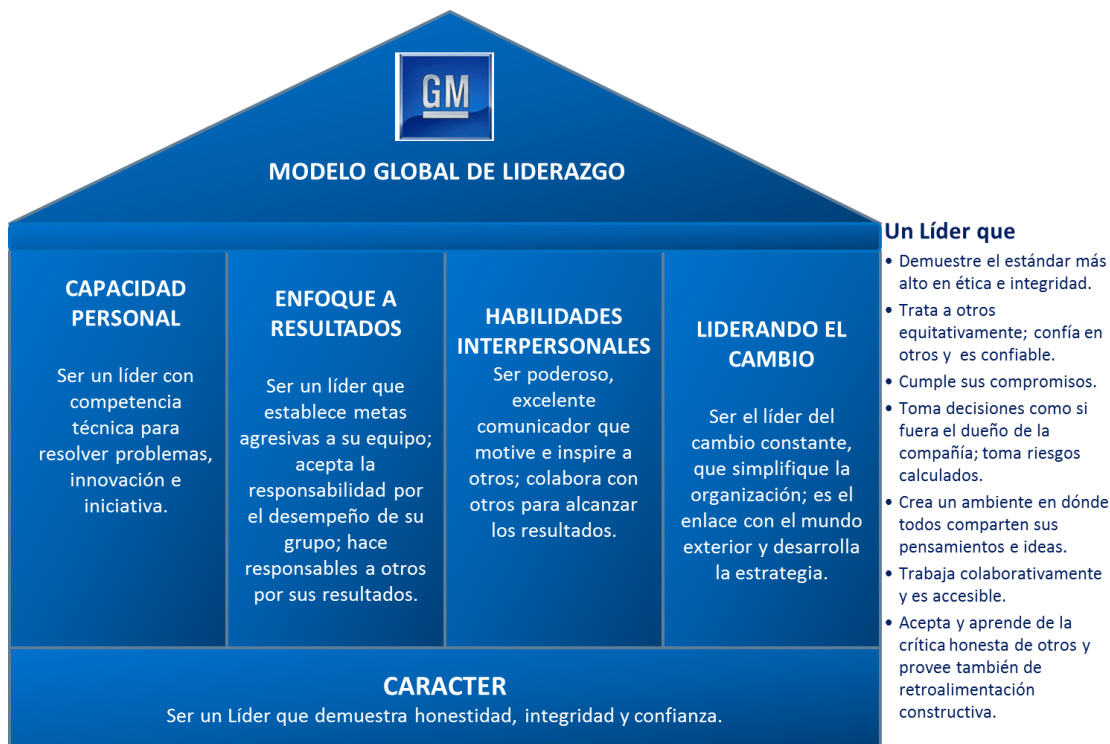 GM
MODELO GLOBAL DE LIDERAZGO
CAPACIDAD
PERSONAL
Ser un líder con
competencia
técnica para
resolver problemas,
innovación e
iniciativa.
ENFOQUE A
RESULTADOS
Ser un líder que
establece metas
agresivas a su equipo;
acepta la
responsabilidad por
el desempeño de su
grupo; hace
responsables a otros
por sus resultados.
HABILIDADES
INTERPERSONALES
Ser poderoso,
excelente
comunicador que
motive e inspire a
otros; colabora con
otros para alcanzar
los resultados.
LIDERANDO EL
CAMBIO
Ser el líder del
cambio constante,
que simplifique la
organización; es el
enlace con el mundo
exterior y desarrolla
la estrategia.
CARACTER
Ser un Líder que demuestra honestidad, integridad y confianza.
Un Líder que
• Demuestre el estándar más
alto en ética e integridad.
• Trata a otros
equitativamente; confía en
otros y es confiable.
• Cumple sus compromisos.
• Toma decisiones como si
fuera el dueño de la
compañía; toma riesgos
calculados.
• Crea un ambiente en dónde
todos comparten sus
pensamientos e ideas.
• Trabaja colaborativamente
y es accesible.
• Acepta y aprende de la
crítica honesta de otros y
provee también de
retroalimentación
constructiva.